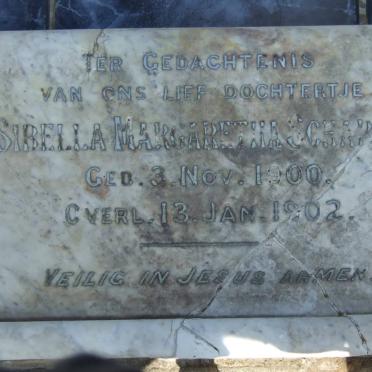 TER GEDACHTENIS
VAN ONS LIEF DOCHTERTJE
SIBELLA MARGARETHA
GEB. 3. NOV. 1900.
OVERL. 13. JAN. 1902.
VEILIG IN JESUS ARMEN.